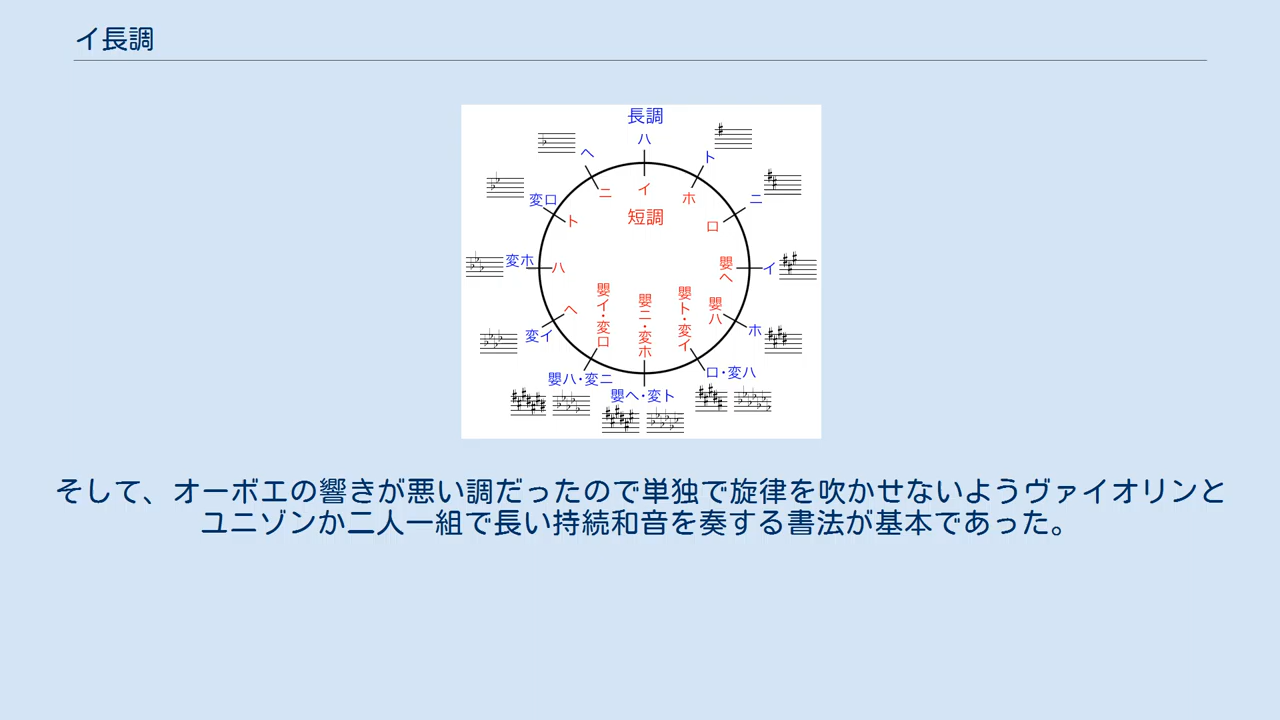 イ長調
長調
ハ
ヘ
ト
ニ
イ
ホ
変ロ
ト
短調
ロ
ニ
変ホ
ハ
嬰ヘ
イ
変イ
ヘ
嬰イ・変ロ
嬰ニ・変ホ
嬰ト・変イ
嬰ハ
ホ
嬰ハ・変ニ
嬰ヘ・変ト
ロ・変ハ
そして、オーボエの響きが悪い調だったので単独で旋律を吹かせないようヴァイオリンと
ユニゾンか二人一組で長い持続和音を奏する書法が基本であった。